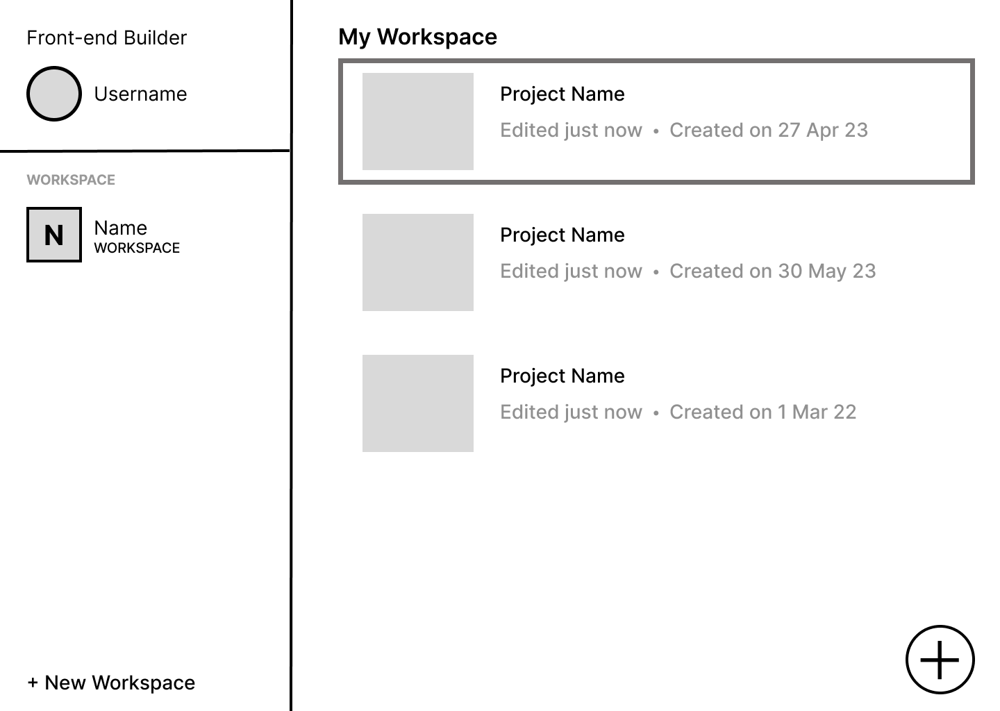 Front-end Builder
Username
WORKSPACE
N
Name
WORKSPACE
+ New Workspace
My Workspace
Project Name
Edited just now • Created on 27 Apr 23
Project Name
Edited just now • Created on 30 May 23
Project Name
Edited just now • Created on 1 Mar 22